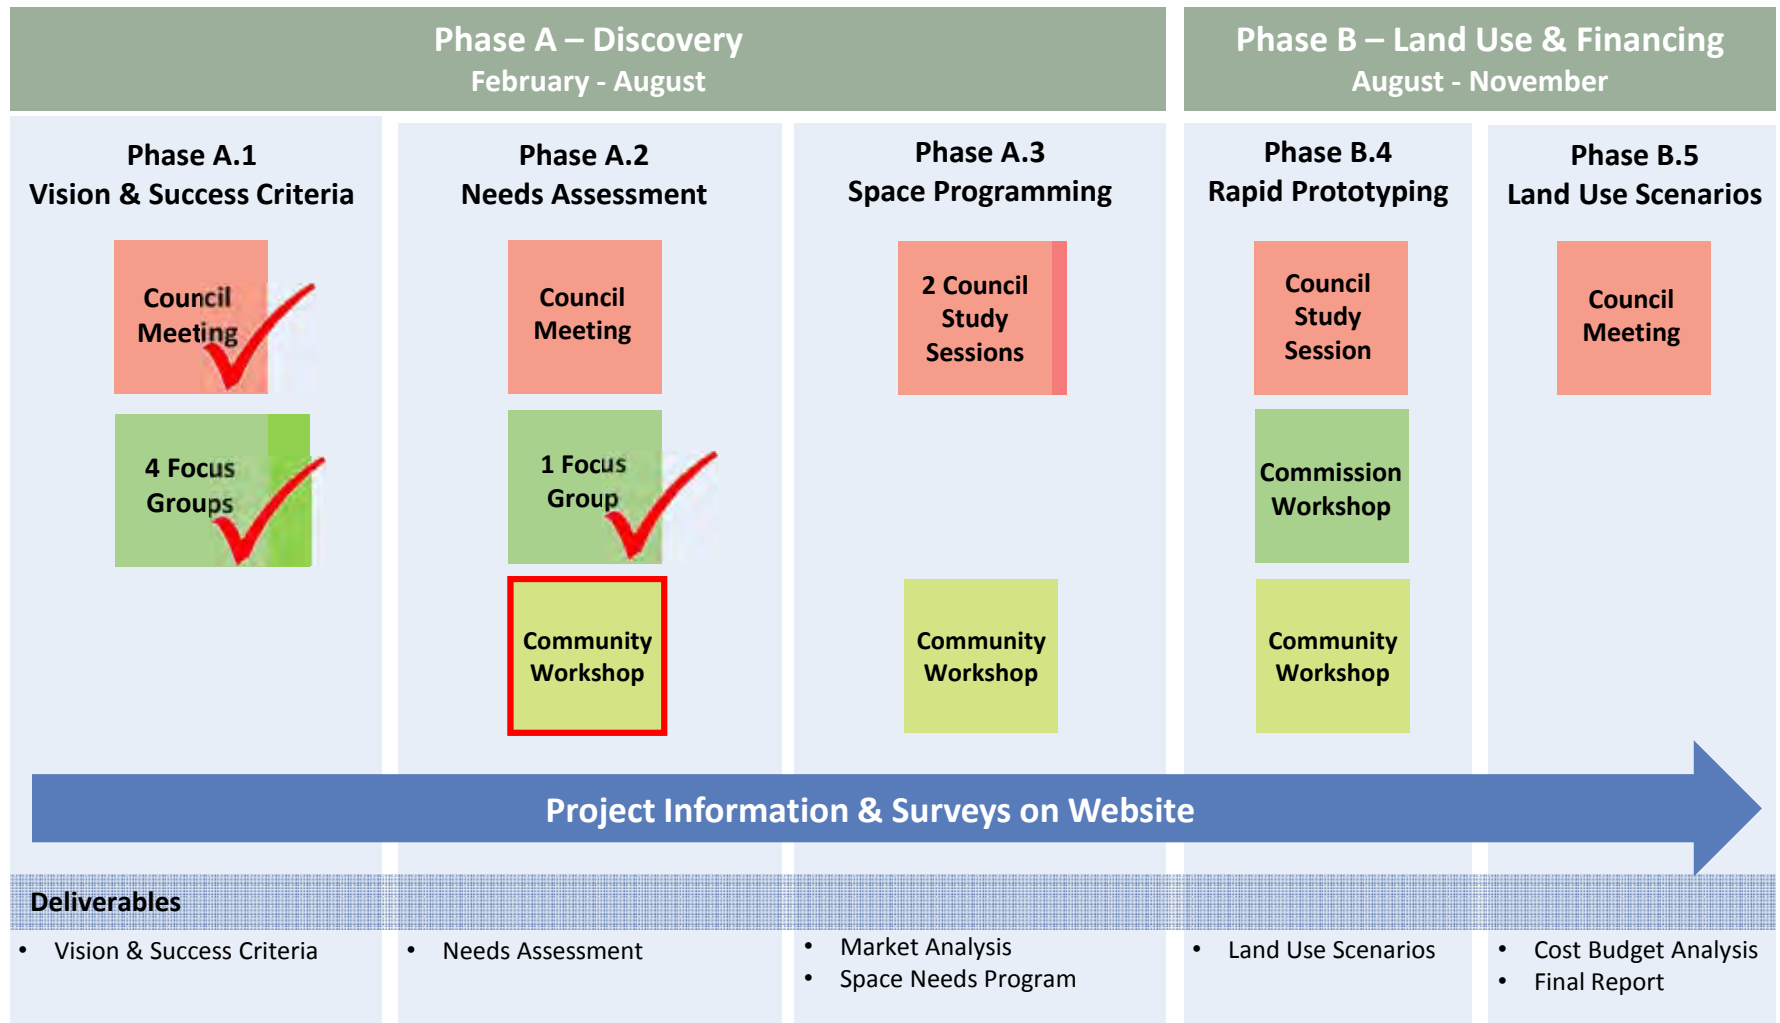 Phase A – Discovery
February - August
Phase B – Land Use & Financing
August - November
Phase A.1
Vision & Success Criteria
Phase A.2
Needs Assessment
Phase A.3
Space Programming
Phase B.4
Rapid Prototyping
Phase B.5
Land Use Scenarios
Council
Meeting
Council
Meeting
2 Council
Study
Sessions
Council
Study
Session
Council
Meeting
4 Focus
Groups
1 Focus
Group
Commission
Workshop
Community
Workshop
Community
Workshop
Community
Workshop
Project Information & Surveys on Website
Deliverables
• Vision & Success Criteria
• Needs Assessment
• Market Analysis
• Space Needs Program
• Land Use Scenarios
• Cost Budget Analysis
• Final Report